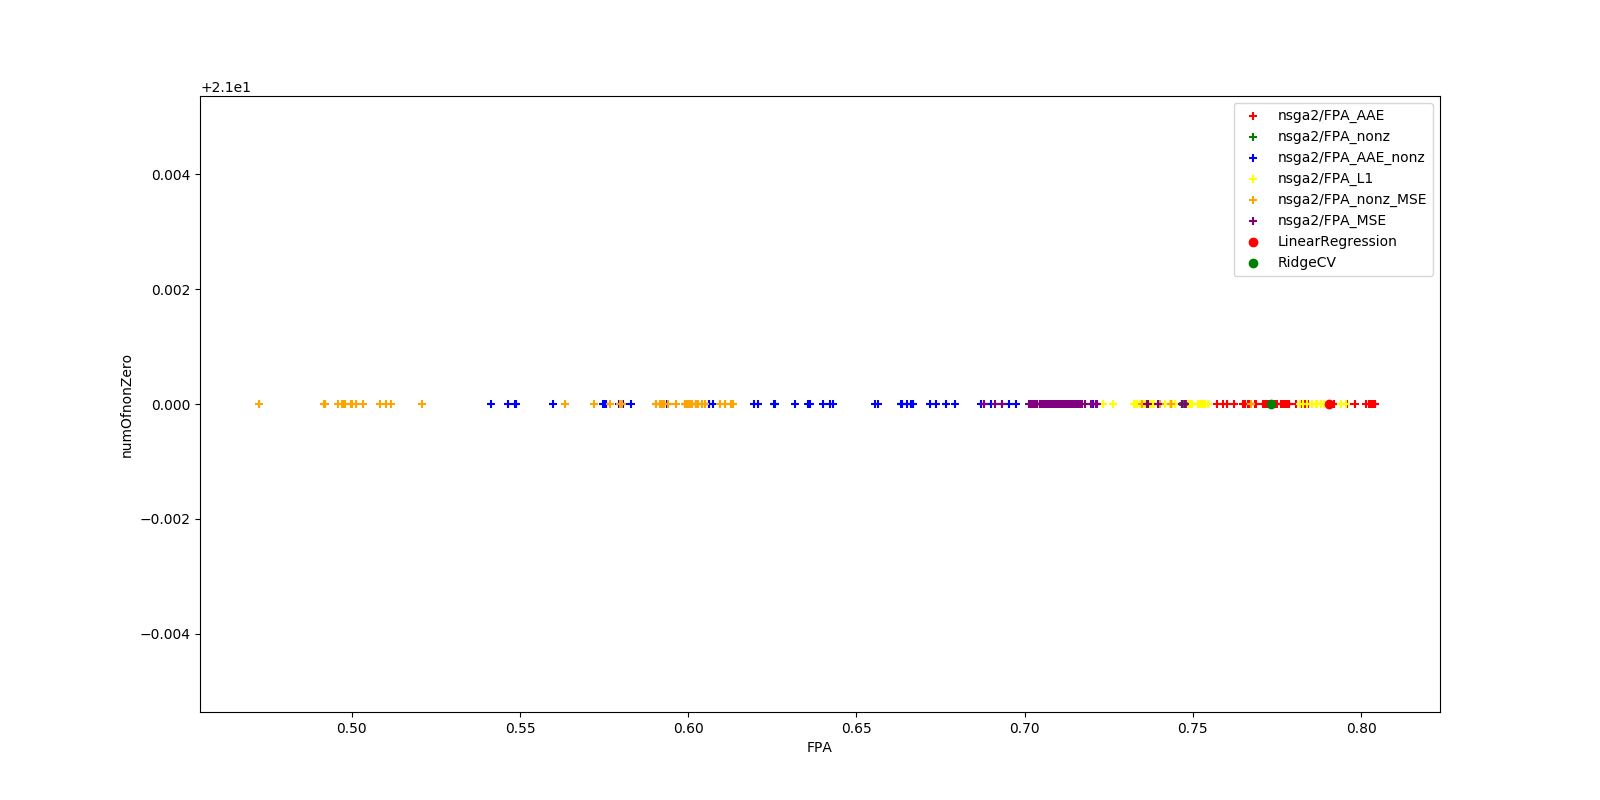 +2.1e1
nsga2/FPA_AAE
nsga2/FPA_nonz
nsga2/FPA_AAE_nonz
nsga2/FPA_L1
nsga2/FPA_nonz_MSE
nsga2/FPA_MSE
LinearRegression
RidgeCV
0.004
0.002
0.000
−0.002
−0.004
numOfnonZero
0.50 0.55 0.60 0.65 0.70 0.75 0.80
FPA